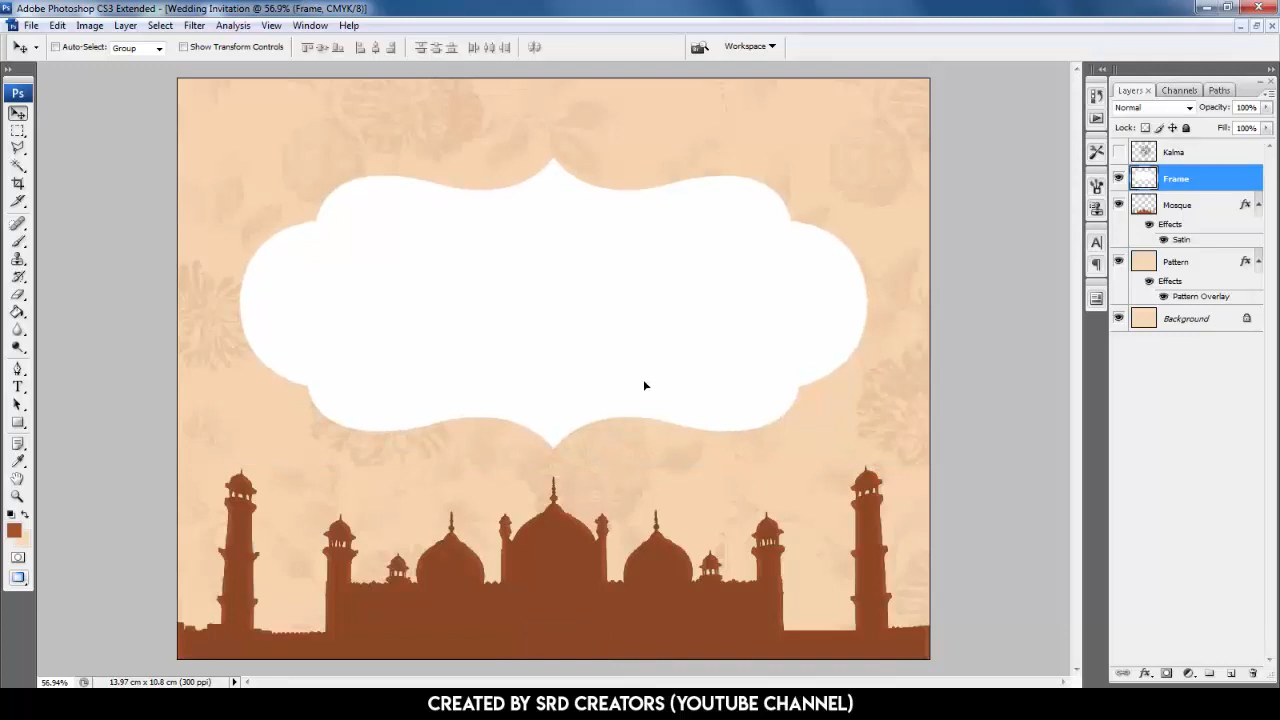 Adobe Photoshop CS3 Extended - [Wedding Invitation @ 56.9% (Frame, CMYK/8)]
File Edit Image Layer Select Filter Analysis View Window Help
Auto-Select: Group Show Transform Controls Workspace
Ps
Layers Channels Paths
Normal Opacity: 100%
Lock: Fill: 100%
Kalma
Frame
Mosque fx
Effects
Satin
Pattern fx
Effects
Pattern Overlay
Background
56.94% 13.97 cm x 10.8 cm (300 ppi)
CREATED BY SRD CREATORS (YOUTUBE CHANNEL)